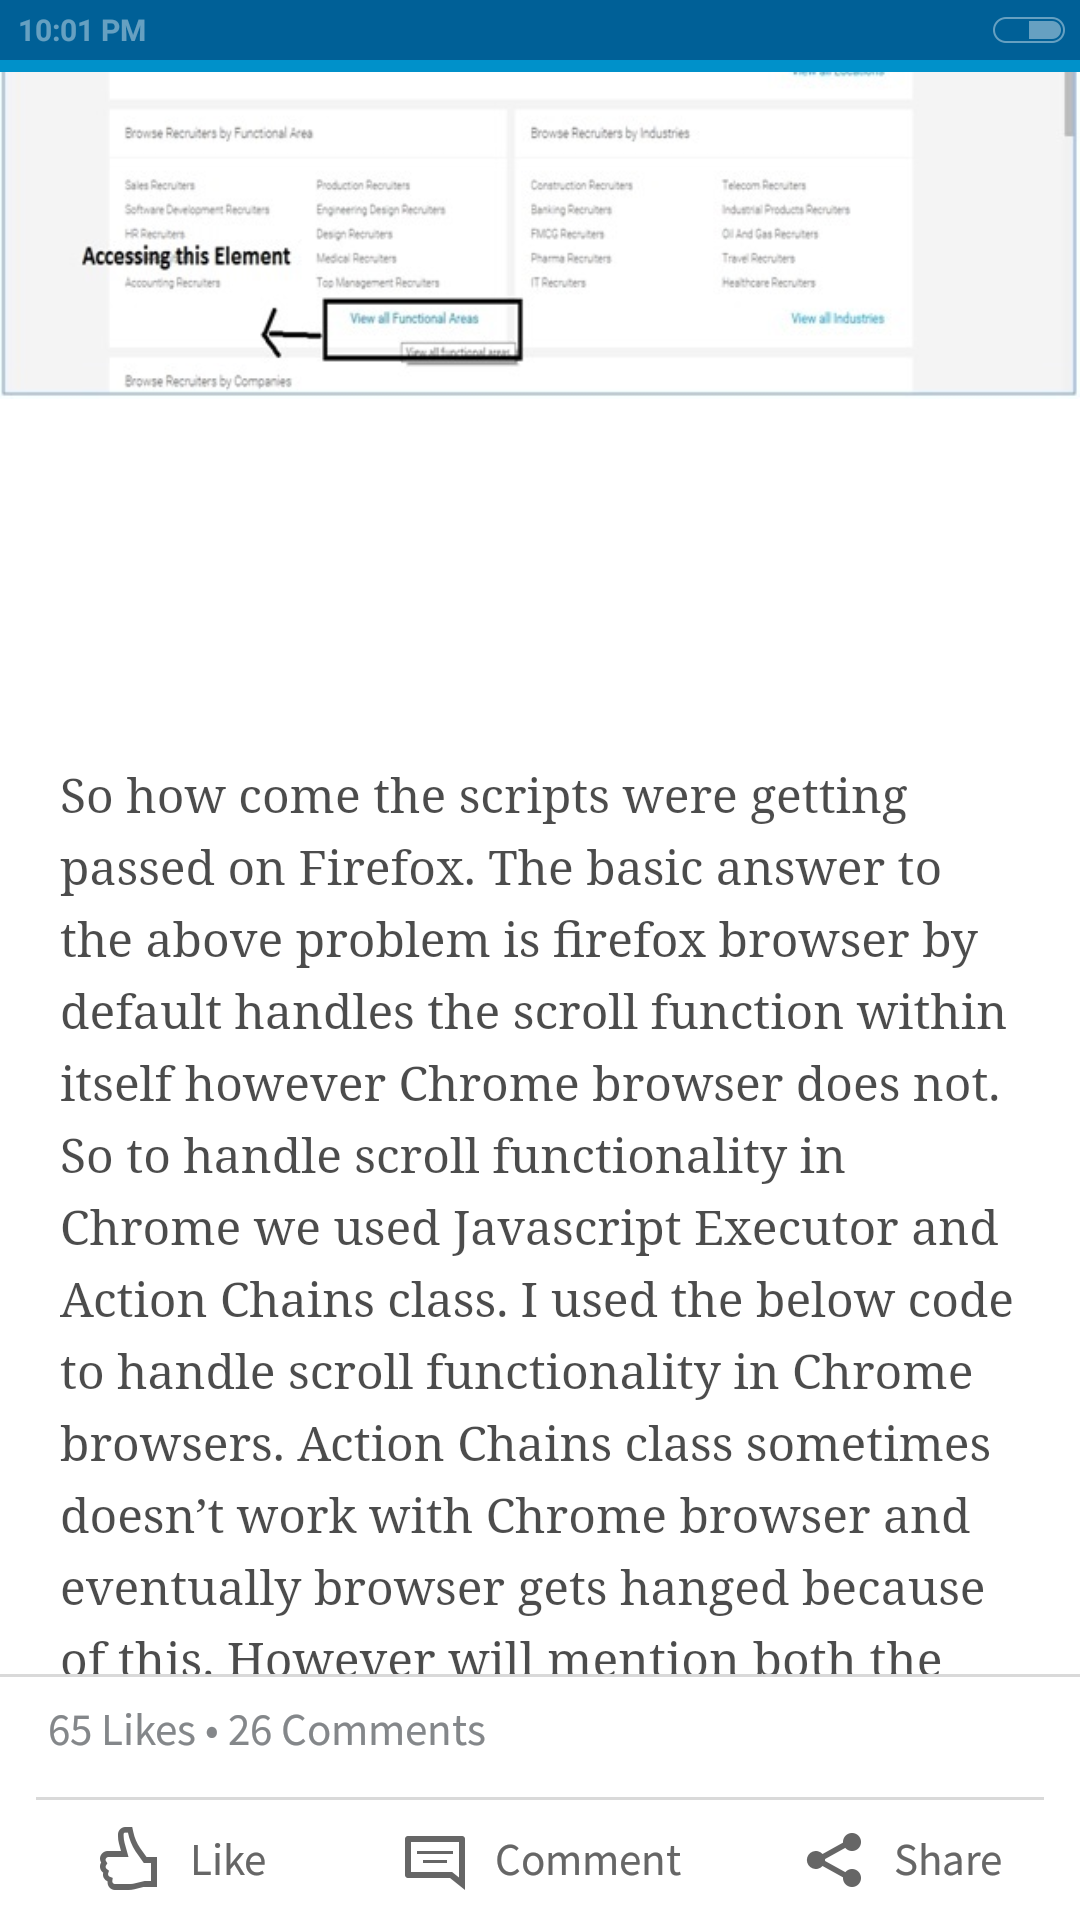 10:01 PM
View all Locations
Browse Recruiters by Functional Area
Browse Recruiters by Industries
Sales Recruiters
Production Recruiters
Construction Recruiters
Telecom Recruiters
Software Development Recruiters
Engineering Design Recruiters
Banking Recruiters
Industrial Products Recruiters
HR Recruiters
Design Recruiters
FMCG Recruiters
Oil And Gas Recruiters
Accessing this Element
Medical Recruiters
Pharma Recruiters
Travel Recruiters
Accounting Recruiters
Top Management Recruiters
IT Recruiters
Healthcare Recruiters
View all Functional Areas
View all Industries
View all functional areas
Browse Recruiters by Companies
So how come the scripts were getting
passed on Firefox. The basic answer to
the above problem is firefox browser by
default handles the scroll function within
itself however Chrome browser does not.
So to handle scroll functionality in
Chrome we used Javascript Executor and
Action Chains class. I used the below code
to handle scroll functionality in Chrome
browsers. Action Chains class sometimes
doesn’t work with Chrome browser and
eventually browser gets hanged because
of this. However will mention both the
65 Likes • 26 Comments
Like
Comment
Share